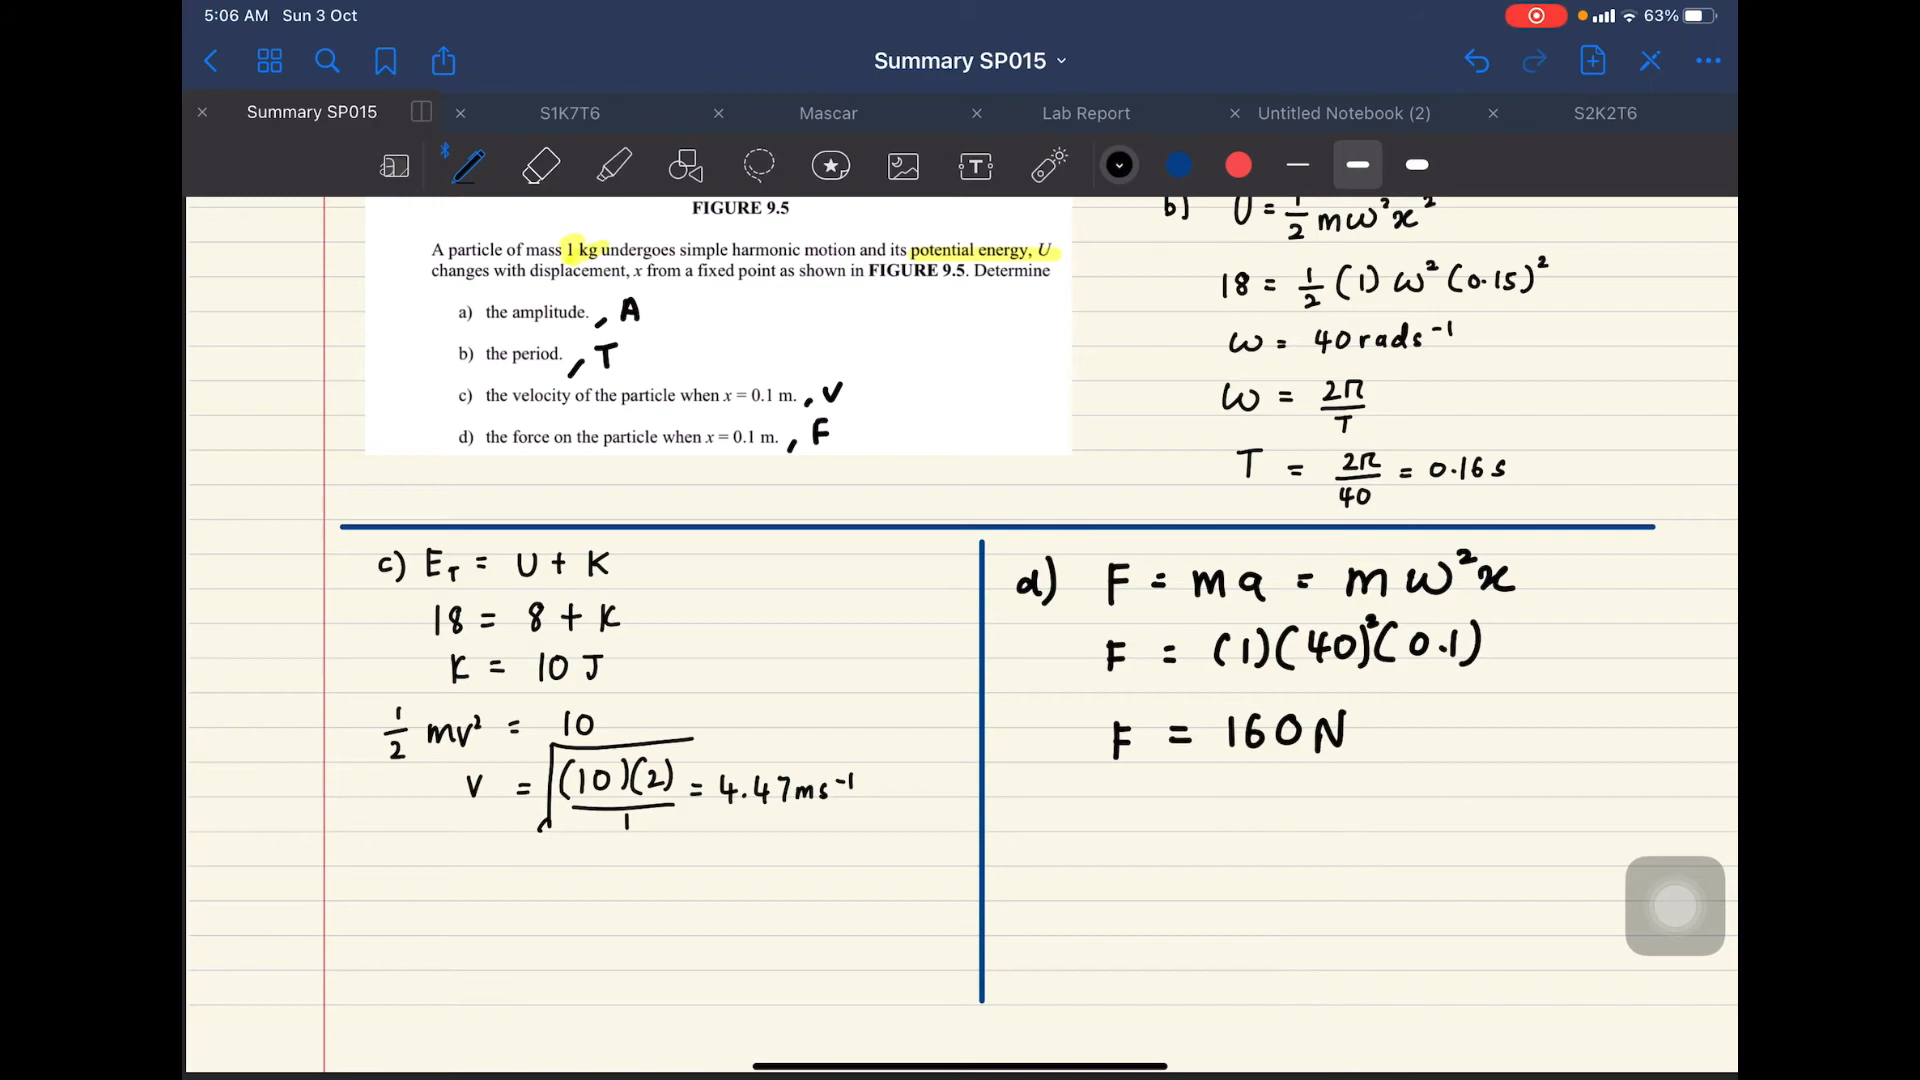 5:06 AM Sun 3 Oct
63%
Summary SP015
Summary SP015
S1K7T6
Mascar
Lab Report
Untitled Notebook (2)
S2K2T6
FIGURE 9.5
A particle of mass 1 kg undergoes simple harmonic motion and its potential energy, U
changes with displacement, x from a fixed point as shown in FIGURE 9.5. Determine
a) the amplitude. , A
b) the period. , T
c) the velocity of the particle when x = 0.1 m. , V
d) the force on the particle when x = 0.1 m. , F
b) U = 1/2 mω²x²
18 = 1/2 (1) ω² (0.15)²
ω = 40 rads⁻¹
ω = 2π/T
T = 2π/40 = 0.16 s
c) E_T = U + K
18 = 8 + K
K = 10 J
1/2 mv² = 10
V = √((10)(2)/1) = 4.47 ms⁻¹
d) F = ma = mω²x
F = (1)(40)²(0.1)
F = 160N